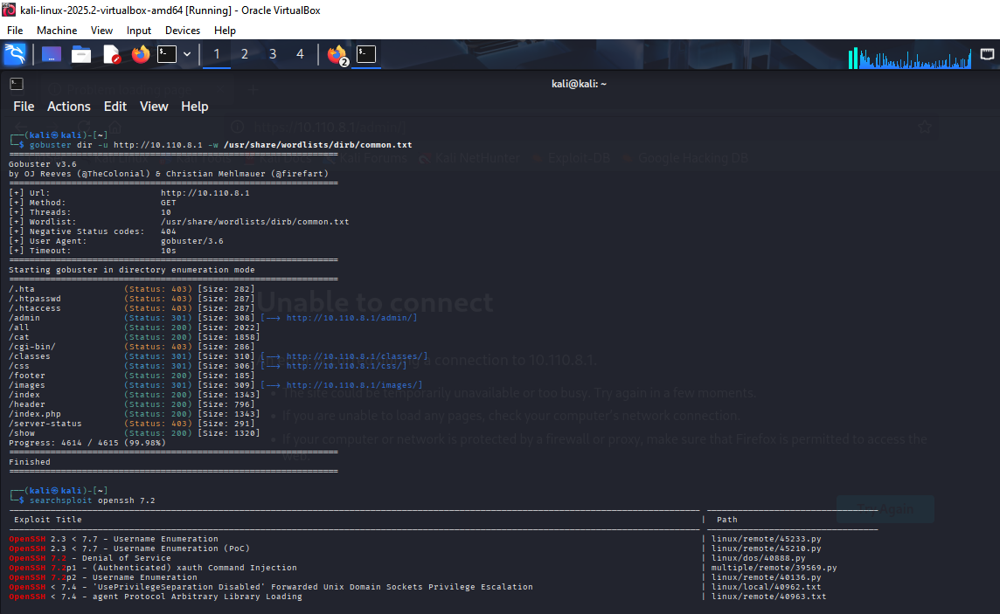 kali-linux-2025.2-virtualbox-amd64 [Running] - Oracle VirtualBox
File Machine View Input Devices Help
1 2 3 4 2
kali@kali: ~
File Actions Edit View Help
Problem loading page
10.110.8.1
Kali Forums Kali NetHunter Exploit-DB Google Hacking DB
┌──(kali㉿kali)-[~]
└─$ gobuster dir -u http://10.110.8.1 -w /usr/share/wordlists/dirb/common.txt
===============================================================
Gobuster v3.6
by OJ Reeves (@TheColonial) & Christian Mehlmauer (@firefart)
===============================================================
[+] Url: http://10.110.8.1
[+] Method: GET
[+] Threads: 10
[+] Wordlist: /usr/share/wordlists/dirb/common.txt
[+] Negative Status codes: 404
[+] User Agent: gobuster/3.6
[+] Timeout: 10s
===============================================================
Starting gobuster in directory enumeration mode
===============================================================
/.hta (Status: 403) [Size: 282]
/.htpasswd (Status: 403) [Size: 287]
/.htaccess (Status: 403) [Size: 287]
/admin (Status: 301) [Size: 308] [--> http://10.110.8.1/admin/]
/all (Status: 200) [Size: 2022]
/cat (Status: 200) [Size: 1858]
/cgi-bin/ (Status: 403) [Size: 286]
/classes (Status: 301) [Size: 310] [--> http://10.110.8.1/classes/]
/css (Status: 301) [Size: 306] [--> http://10.110.8.1/css/]
/footer (Status: 200) [Size: 185]
/images (Status: 301) [Size: 309] [--> http://10.110.8.1/images/]
/index (Status: 200) [Size: 1343]
/header (Status: 200) [Size: 796]
/index.php (Status: 200) [Size: 1343]
/server-status (Status: 403) [Size: 291]
/show (Status: 200) [Size: 1320]
Progress: 4614 / 4615 (99.98%)
===============================================================
Finished
===============================================================
Unable to connect
a connection to 10.110.8.1.
The site could be temporarily unavailable or too busy. Try again in a few moments.
If you are unable to load any pages, check your computer's network connection.
If your computer or network is protected by a firewall or proxy, make sure that Firefox is permitted to access the
web.
┌──(kali㉿kali)-[~]
└─$ searchsploit openssh 7.2
Again
Exploit Title | Path
OpenSSH 2.3 < 7.7 - Username Enumeration | linux/remote/45233.py
OpenSSH 2.3 < 7.7 - Username Enumeration (PoC) | linux/remote/45210.py
OpenSSH 7.2 - Denial of Service | linux/dos/40888.py
OpenSSH 7.2p1 - (Authenticated) xauth Command Injection | multiple/remote/39569.py
OpenSSH 7.2p2 - Username Enumeration | linux/remote/40136.py
OpenSSH < 7.4 - 'UsePrivilegeSeparation Disabled' Forwarded Unix Domain Sockets Privilege Escalation | linux/local/40962.txt
OpenSSH < 7.4 - agent Protocol Arbitrary Library Loading | linux/remote/40963.txt